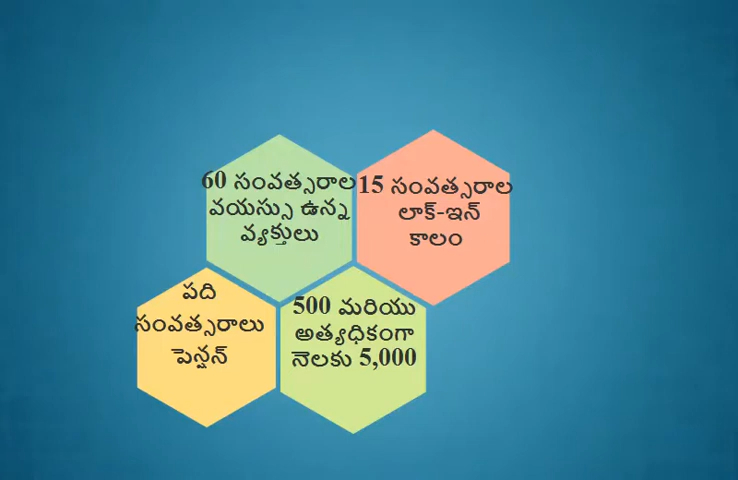 60 సంవత్సరాల
వయస్సు ఉన్న
వ్యక్తులు
15 సంవత్సరాల
లాక్-ఇన్
కాలం
పది
సంవత్సరాలు
పెన్షన్
500 మరియు
అత్యధికంగా
నెలకు 5,000